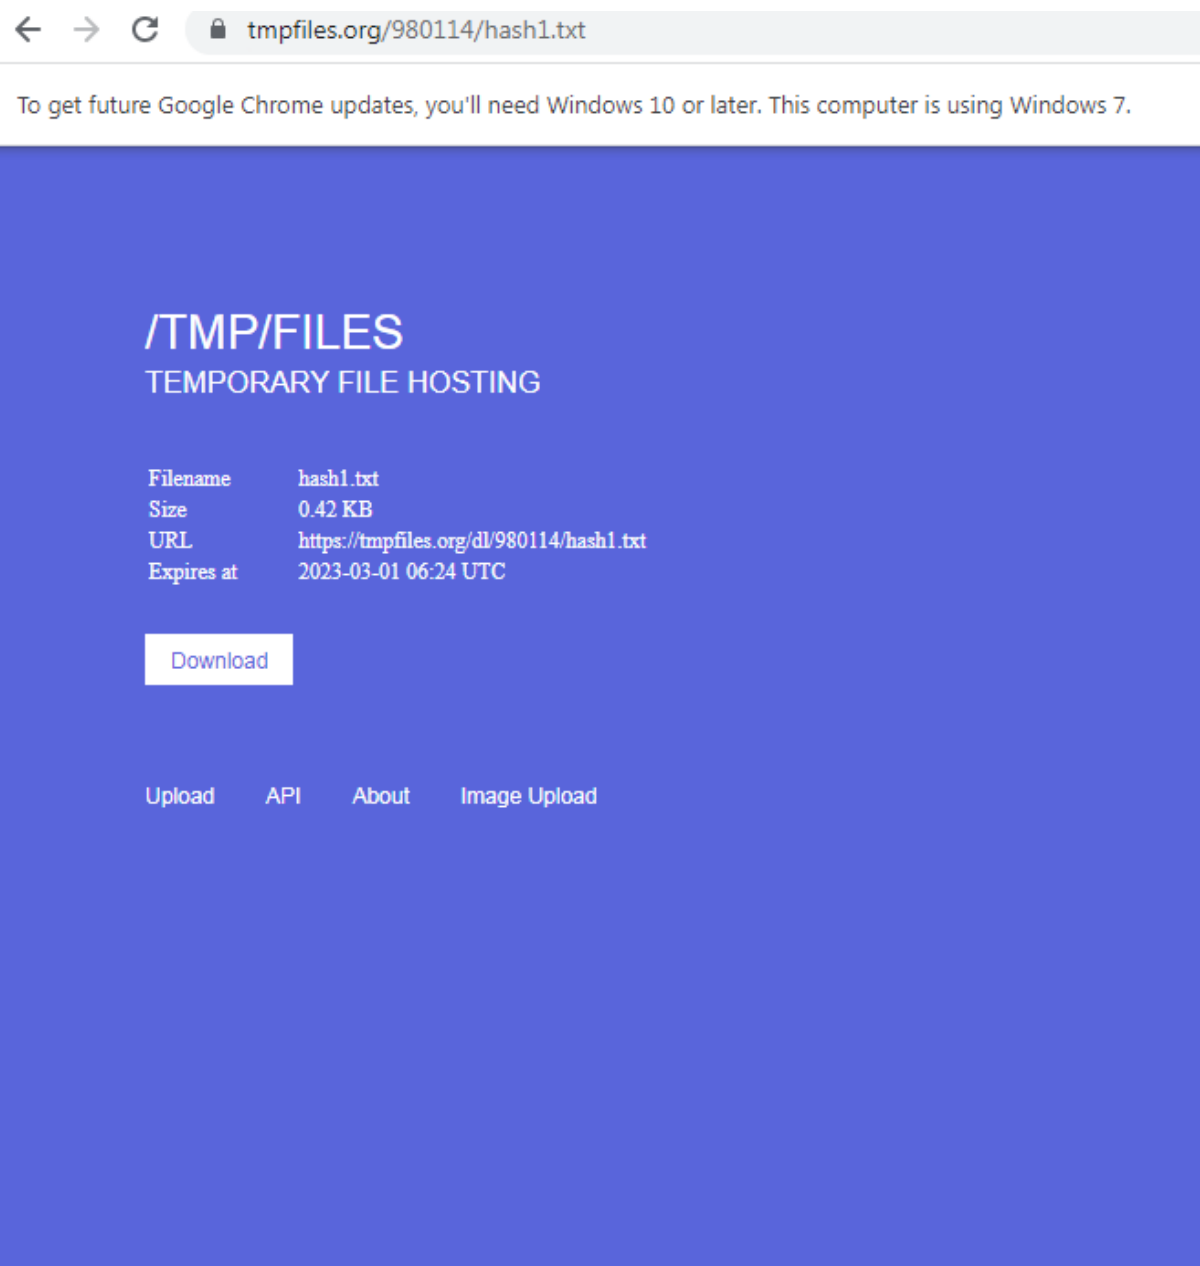 tmpfiles.org/980114/hash1.txt
To get future Google Chrome updates, you'll need Windows 10 or later. This computer is using Windows 7.
/TMP/FILES
TEMPORARY FILE HOSTING
Filename hash1.txt
Size 0.42 KB
URL https://tmpfiles.org/dl/980114/hash1.txt
Expires at 2023-03-01 06:24 UTC
Download
Upload API About Image Upload